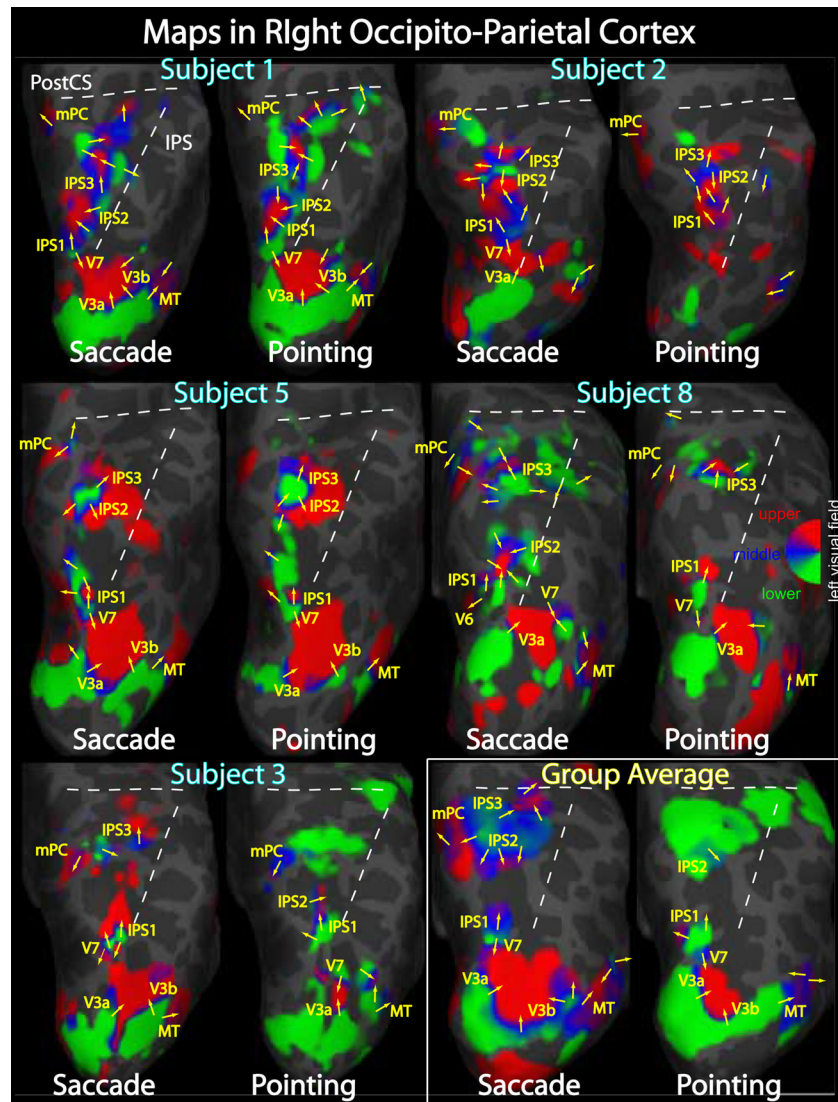 Maps in RIght Occipito-Parietal Cortex
Subject 1
Subject 2
PostCS
mPC
IPS
IPS3
IPS2
IPS1
V7
V3a
V3b
MT
Saccade
mPC
IPS3
IPS2
IPS1
V7
V3a
V3b
MT
Pointing
mPC
IPS3
IPS2
IPS1
V7
V3a
Saccade
mPC
IPS3
IPS2
IPS1
Pointing
Subject 5
Subject 8
mPC
IPS3
IPS2
IPS1
V7
V3a
V3b
MT
Saccade
IPS3
IPS2
IPS1
V7
V3a
V3b
MT
Pointing
mPC
IPS3
IPS2
IPS1
V6
V7
V3a
MT
Saccade
mPC
IPS3
IPS1
V7
V3a
MT
Pointing
upper
middle
lower
left visual field
Subject 3
Group Average
IPS3
mPC
IPS1
V7
V3a
V3b
MT
Saccade
mPC
IPS2
IPS1
V7
V3a
MT
Pointing
mPC
IPS3
IPS2
IPS1
V7
V3a
V3b
MT
Saccade
IPS2
IPS1
V7
V3a
V3b
MT
Pointing